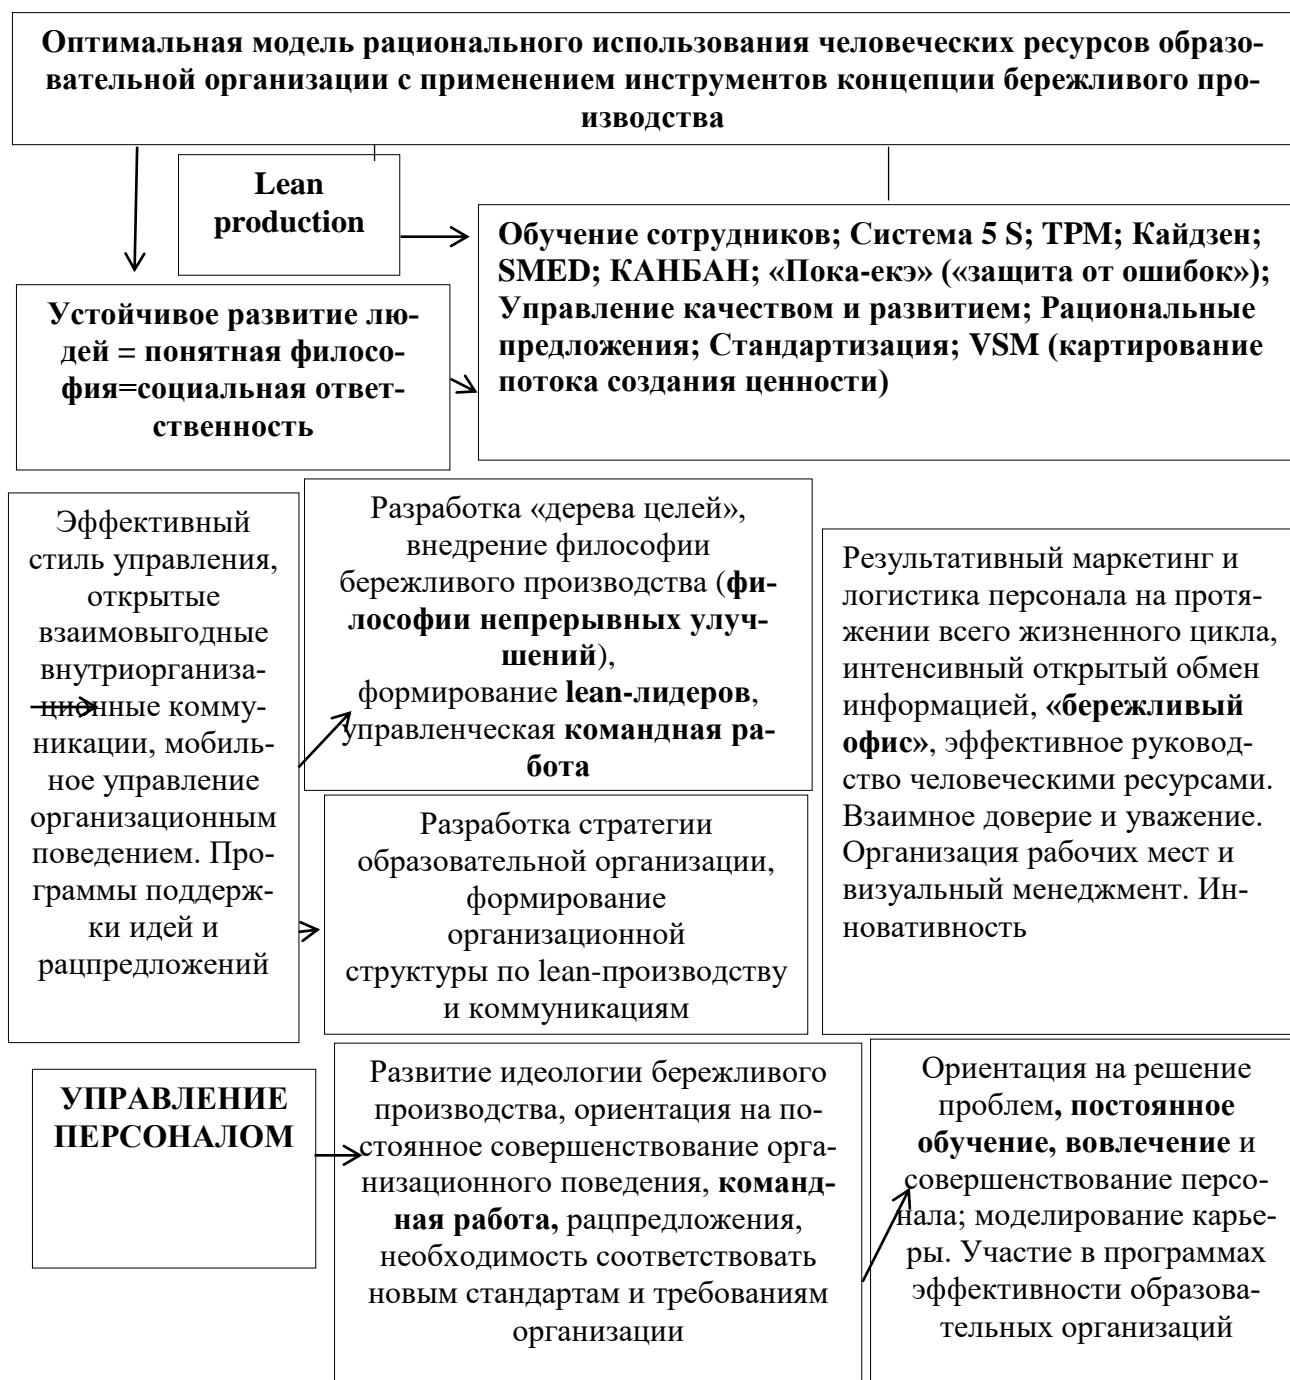 Оптимальная модель рационального использования человеческих ресурсов образо-
вательной организации с применением инструментов концепции бережливого про-
изводства
Lean
production
Обучение сотрудников; Система 5 S; TPM; Кайдзен;
SMED; КАНБАН; «Пока-екэ» («защита от ошибок»);
Управление качеством и развитием; Рациональные
предложения; Стандартизация; VSM (картирование
потока создания ценности)
Устойчивое развитие лю-
дей = понятная филосо-
фия=социальная ответ-
ственность
Эффективный
стиль управления,
открытые
взаимовыгодные
внутриорганиза-
ционные комму-
никации, мобиль-
ное управление
организационным
поведением. Про-
граммы поддерж-
ки идей и
рацпредложений
Разработка «дерева целей»,
внедрение философии
бережливого производства (фи-
лософии непрерывных улуч-
шений),
формирование lean-лидеров,
управленческая командная ра-
бота
Разработка стратегии
образовательной организации,
формирование
организационной
структуры по lean-производству
и коммуникациям
Результативный маркетинг и
логистика персонала на протя-
жении всего жизненного цикла,
интенсивный открытый обмен
информацией, «бережливый
офис», эффективное руковод-
ство человеческими ресурсами.
Взаимное доверие и уважение.
Организация рабочих мест и
визуальный менеджмент. Ин-
новативность
УПРАВЛЕНИЕ
ПЕРСОНАЛОМ
Развитие идеологии бережливого
производства, ориентация на по-
стоянное совершенствование орга-
низационного поведения, команд-
ная работа, рацпредложения,
необходимость соответствовать
новым стандартам и требованиям
организации
Ориентация на решение
проблем, постоянное
обучение, вовлечение и
совершенствование персо-
нала; моделирование карье-
ры. Участие в программах
эффективности образова-
тельных организаций